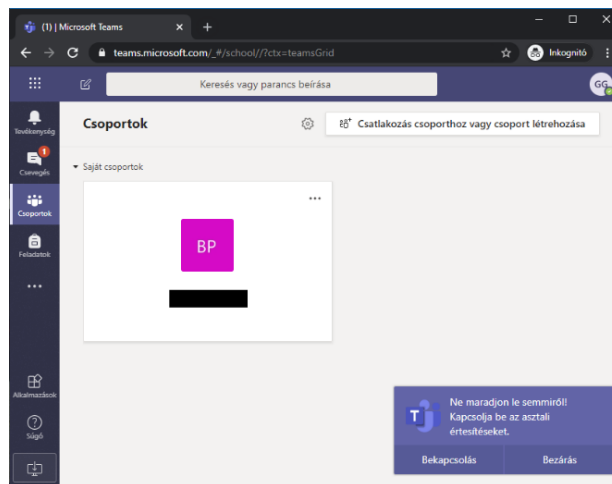 (1) | Microsoft Teams
teams.microsoft.com/_#/school//?ctx=teamsGrid
Inkognitó
Keresés vagy parancs beírása
GG
Tevékenység
Csevegés
1
Csoportok
Feladatok
Alkalmazások
Súgó
Csoportok
Csatlakozás csoporthoz vagy csoport létrehozása
Saját csoportok
BP
T
Ne maradjon le semmiről!
Kapcsolja be az asztali
értesítéseket.
Bekapcsolás
Bezárás